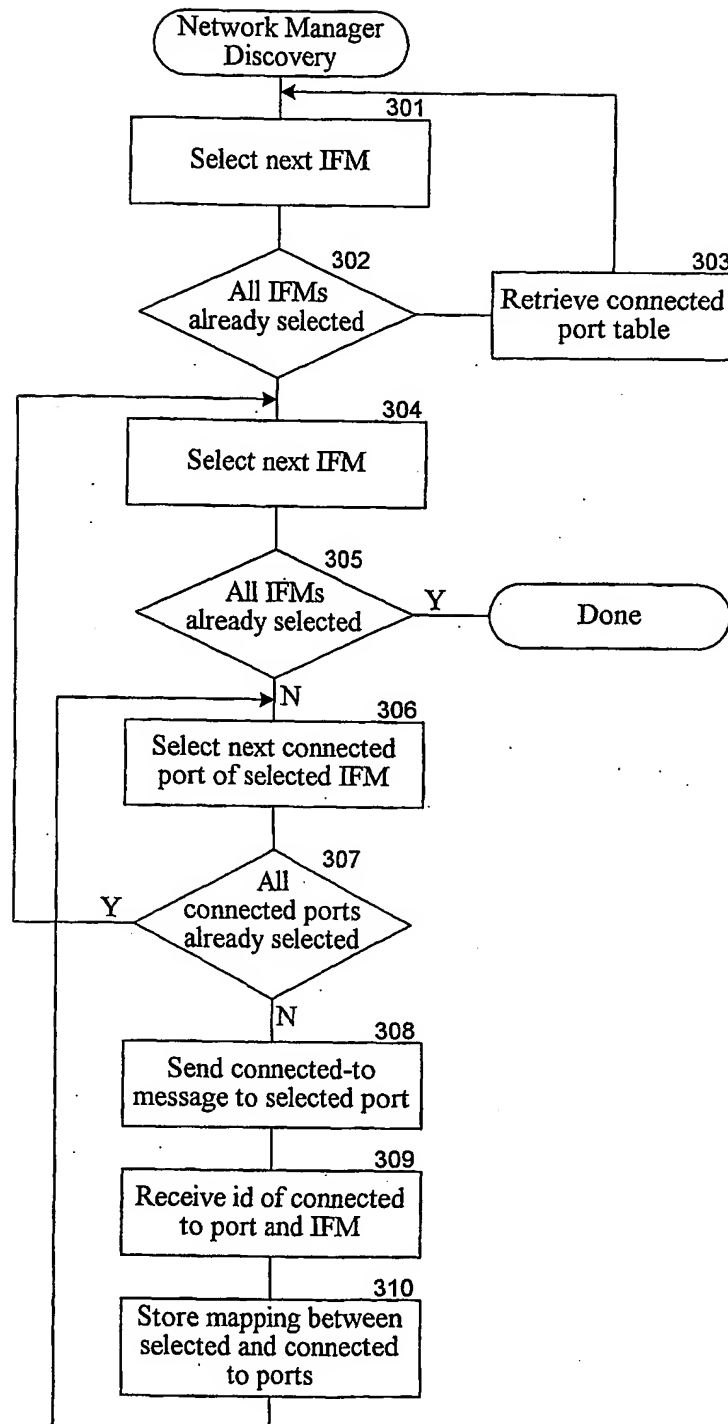 Network Manager
Discovery
301
Select next IFM
302
All IFMs
already selected
303
Retrieve connected
port table
304
Select next IFM
305
All IFMs
already selected
Y
Done
N
306
Select next connected
port of selected IFM
307
All
connected ports
already selected
Y
N
308
Send connected-to
message to selected port
309
Receive id of connected
to port and IFM
310
Store mapping between
selected and connected
to ports